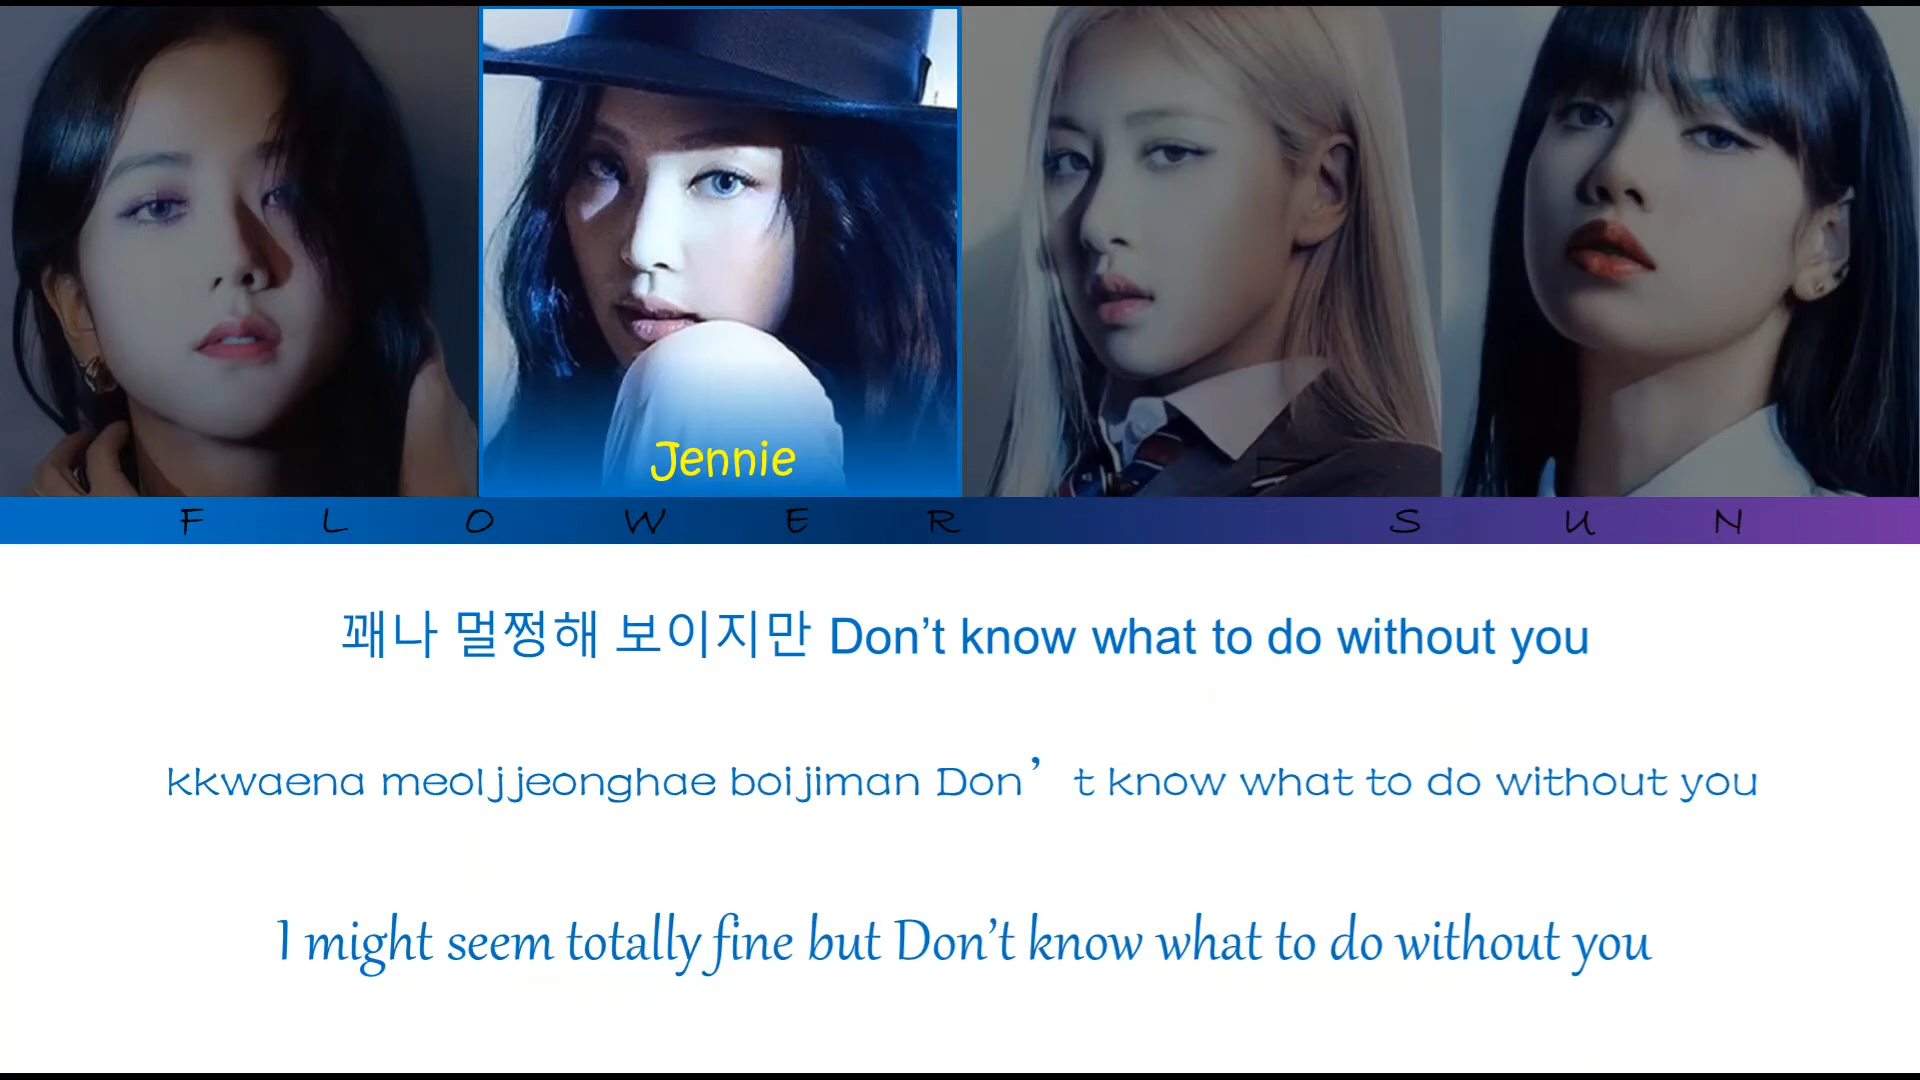 Jennie
FLOWER SUN
꽤나 멀쩡해 보이지만 Don’t know what to do without you
kkwaena meoljjeonghae boijiman Don’t know what to do without you
I might seem totally fine but Don’t know what to do without you